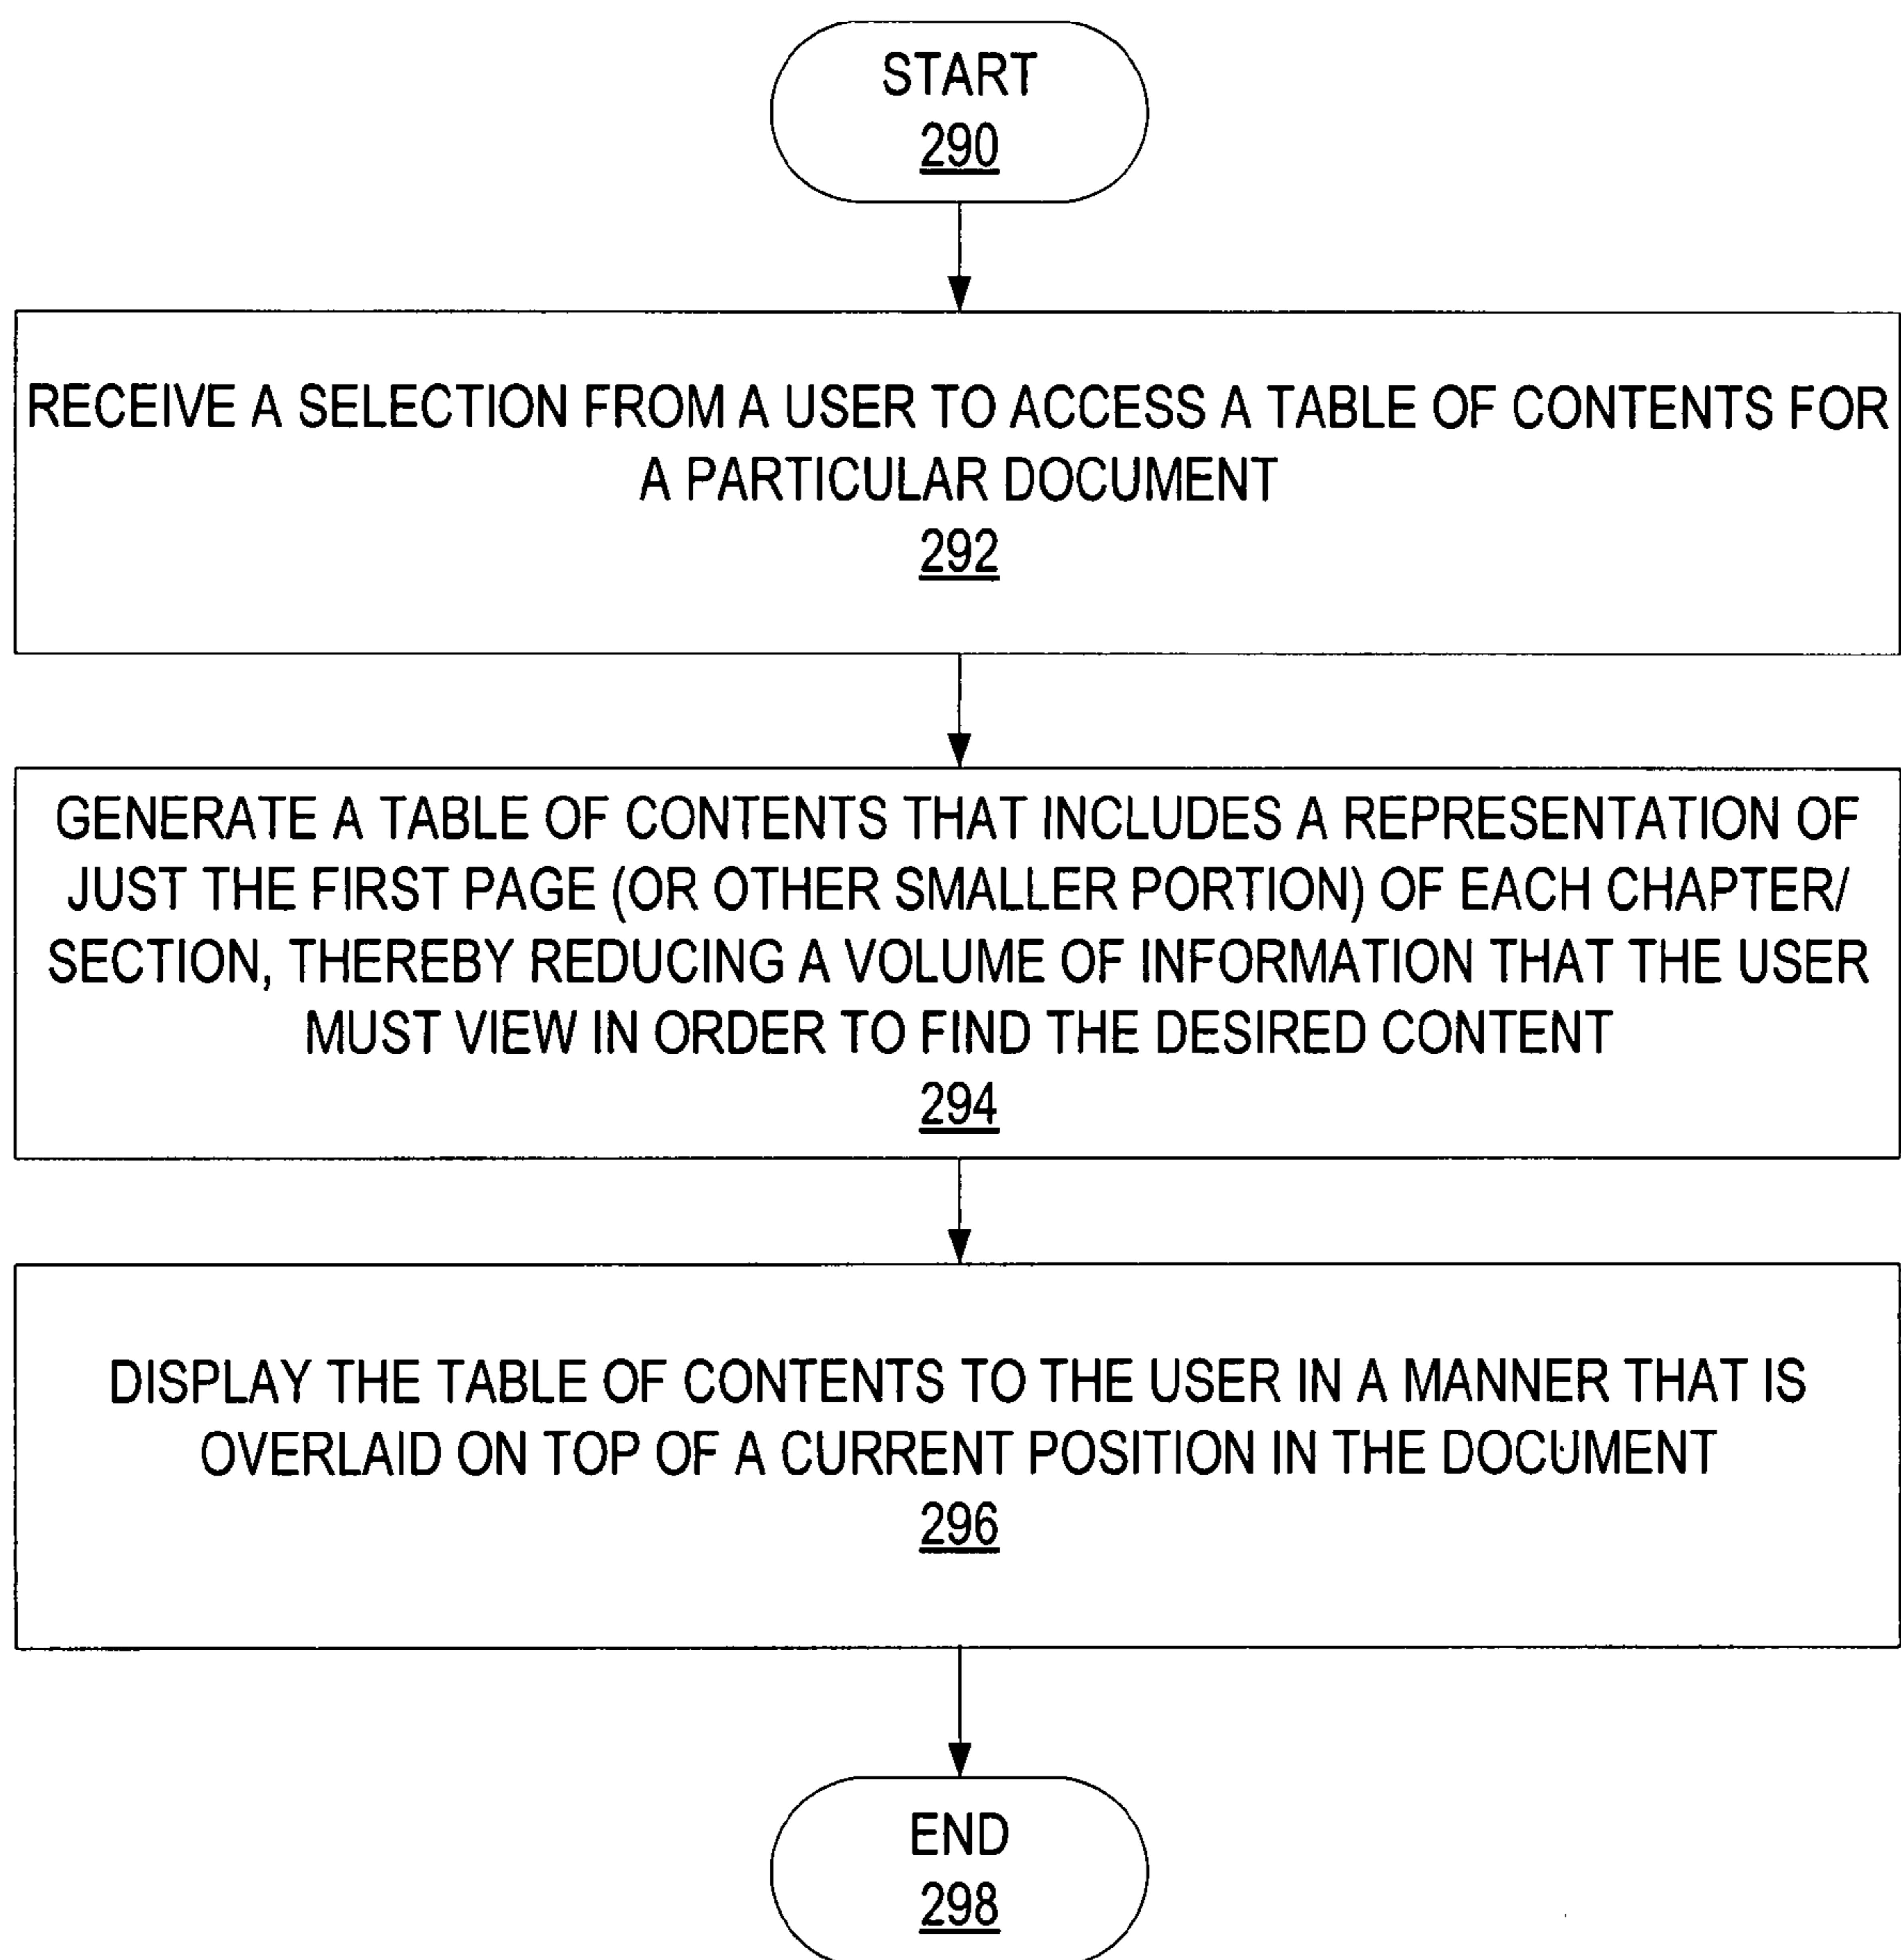 START
290
RECEIVE A SELECTION FROM A USER TO ACCESS A TABLE OF CONTENTS FOR
A PARTICULAR DOCUMENT
292
GENERATE A TABLE OF CONTENTS THAT INCLUDES A REPRESENTATION OF
JUST THE FIRST PAGE (OR OTHER SMALLER PORTION) OF EACH CHAPTER/
SECTION, THEREBY REDUCING A VOLUME OF INFORMATION THAT THE USER
MUST VIEW IN ORDER TO FIND THE DESIRED CONTENT
294
DISPLAY THE TABLE OF CONTENTS TO THE USER IN A MANNER THAT IS
OVERLAID ON TOP OF A CURRENT POSITION IN THE DOCUMENT
296
END
298